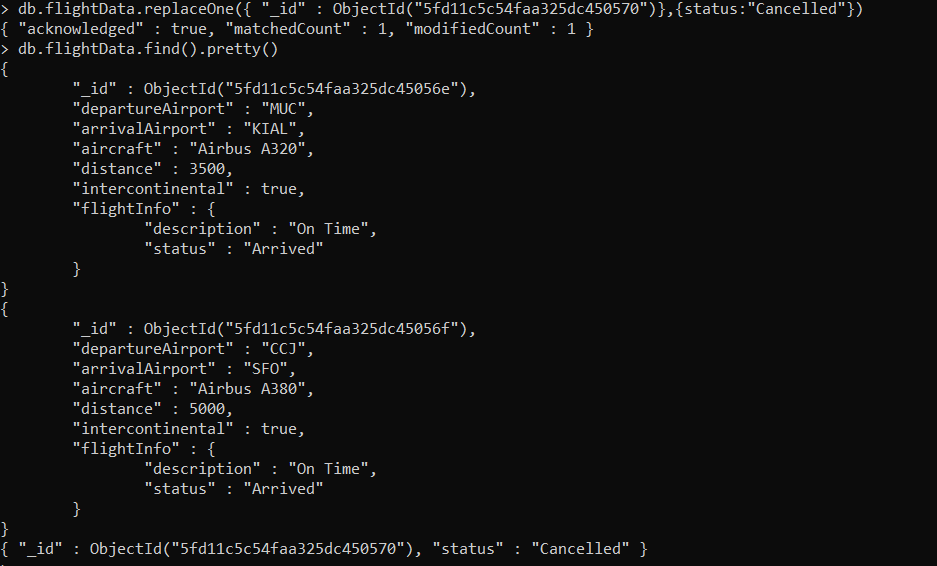 > db.flightData.replaceOne({ "_id" : ObjectId("5fd11c5c54faa325dc450570")},{status:"Cancelled"})
{ "acknowledged" : true, "matchedCount" : 1, "modifiedCount" : 1 }
> db.flightData.find().pretty()
{
        "_id" : ObjectId("5fd11c5c54faa325dc45056e"),
        "departureAirport" : "MUC",
        "arrivalAirport" : "KIAL",
        "aircraft" : "Airbus A320",
        "distance" : 3500,
        "intercontinental" : true,
        "flightInfo" : {
                "description" : "On Time",
                "status" : "Arrived"
        }
}
{
        "_id" : ObjectId("5fd11c5c54faa325dc45056f"),
        "departureAirport" : "CCJ",
        "arrivalAirport" : "SFO",
        "aircraft" : "Airbus A380",
        "distance" : 5000,
        "intercontinental" : true,
        "flightInfo" : {
                "description" : "On Time",
                "status" : "Arrived"
        }
}
{ "_id" : ObjectId("5fd11c5c54faa325dc450570"), "status" : "Cancelled" }